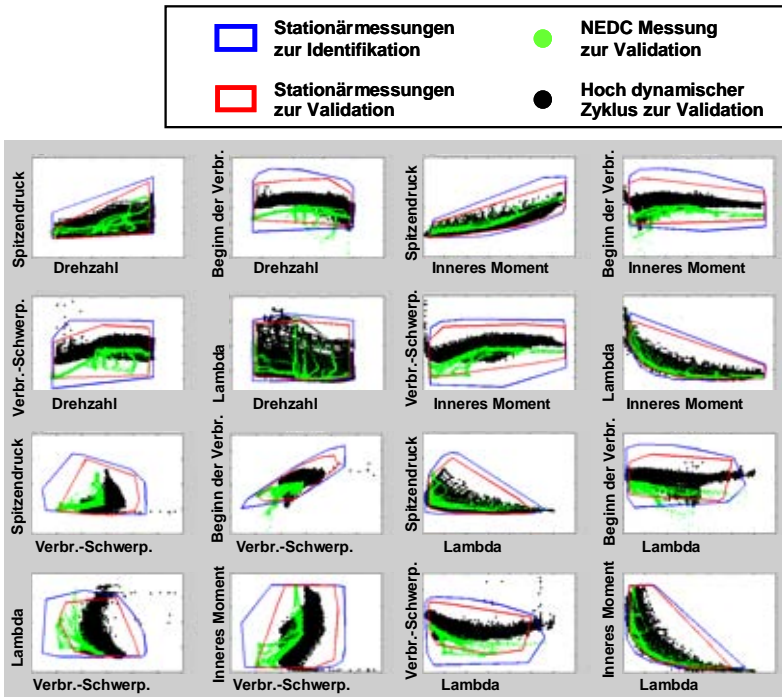 Stationärmessungen
zur Identifikation
NEDC Messung
zur Validation
Stationärmessungen
zur Validation
Hoch dynamischer
Zyklus zur Validation
Spitzendruck
Drehzahl
Beginn der Verbr.
Drehzahl
Spitzendruck
Inneres Moment
Beginn der Verbr.
Inneres Moment
Verbr.-Schwerp.
Drehzahl
Lambda
Drehzahl
Verbr.-Schwerp.
Inneres Moment
Lambda
Inneres Moment
Spitzendruck
Verbr.-Schwerp.
Beginn der Verbr.
Verbr.-Schwerp.
Spitzendruck
Lambda
Beginn der Verbr.
Lambda
Lambda
Verbr.-Schwerp.
Inneres Moment
Verbr.-Schwerp.
Verbr.-Schwerp.
Lambda
Inneres Moment
Lambda